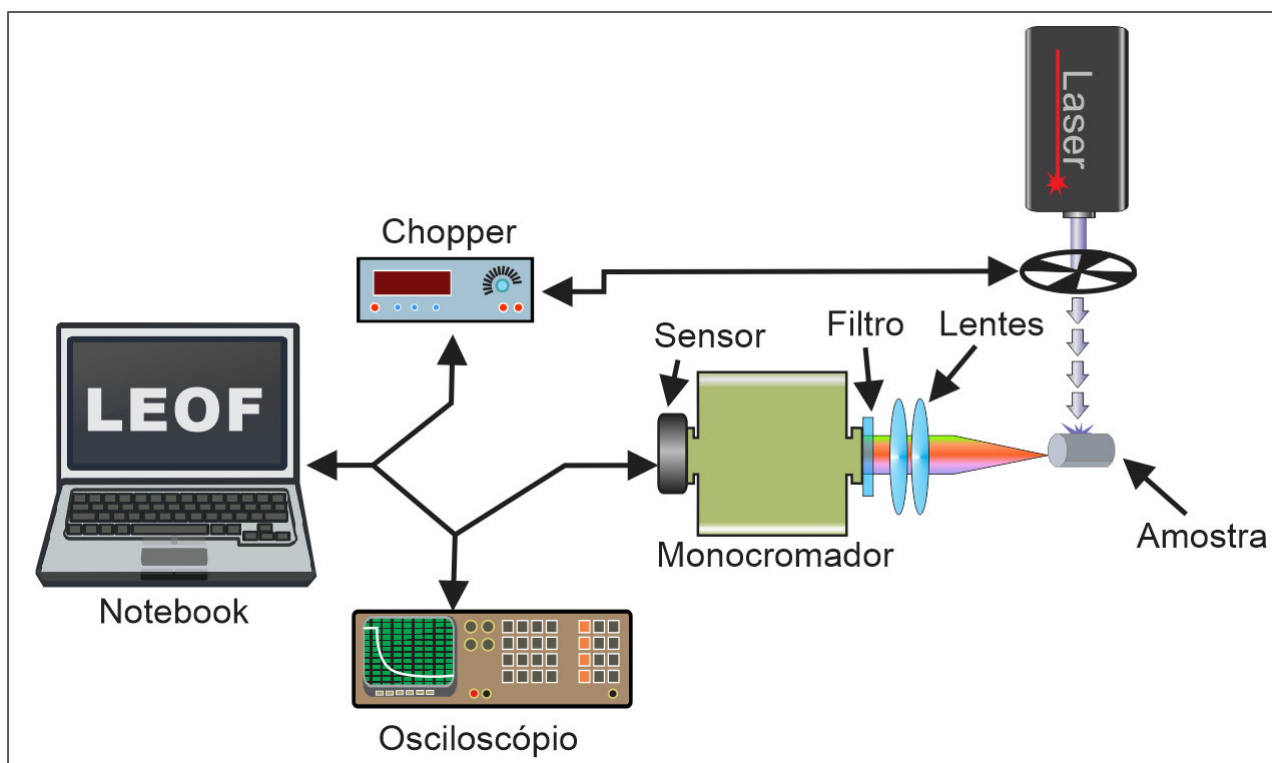 Laser
Chopper
Sensor
Filtro
Lentes
LEOF
Monocromador
Amostra
Notebook
Osciloscópio